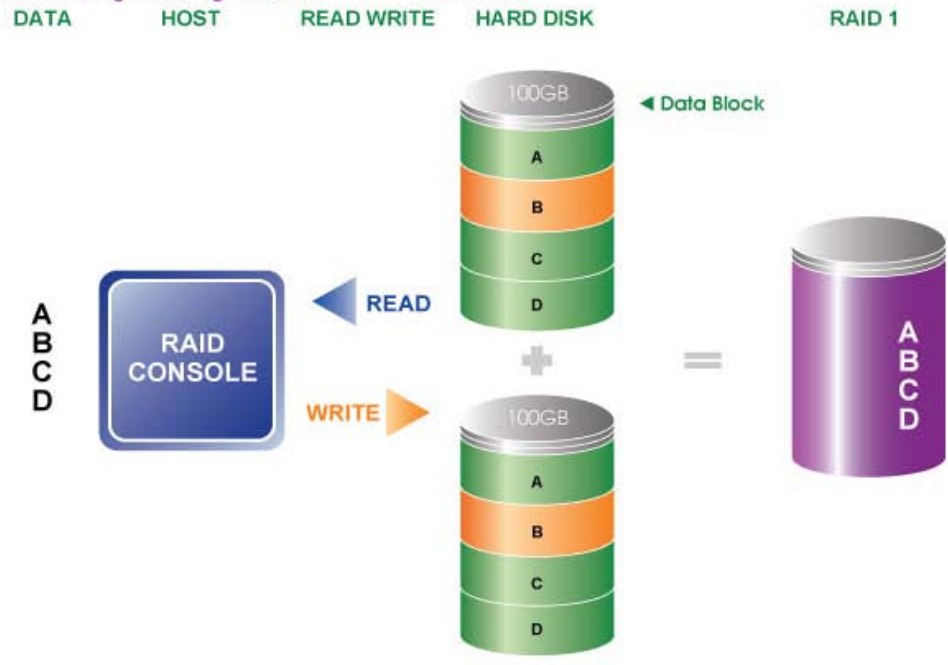 DATA HOST READ WRITE HARD DISK RAID 1
100GB
◄ Data Block
A
B
C
D
READ
A
B
C
D
RAID
CONSOLE
WRITE
100GB
A
B
C
D
A
B
C
D